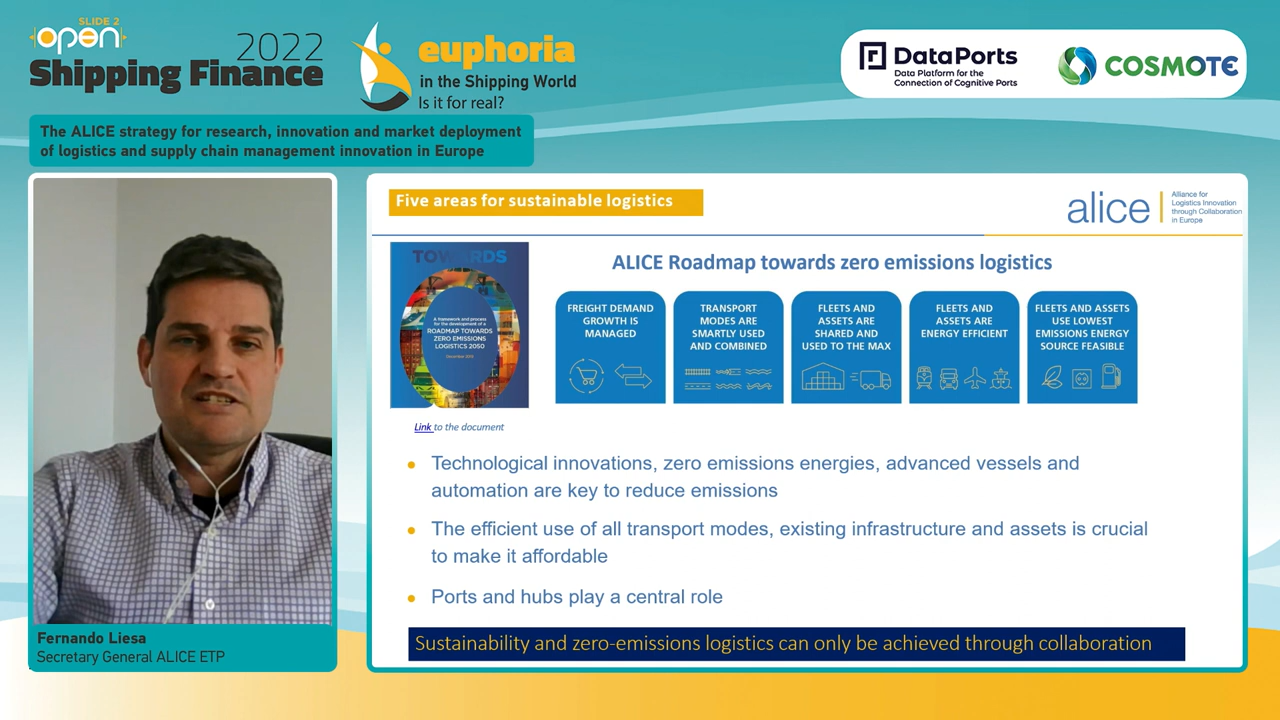 SLIDE 2
open
2022
Shipping Finance
euphoria
in the Shipping World
Is it for real?
DataPorts
Data Platform for the
Connection of Cognitive Ports
COSMOTE
The ALICE strategy for research, innovation and market deployment
of logistics and supply chain management innovation in Europe
Fernando Liesa
Secretary General ALICE ETP
Five areas for sustainable logistics
alice
Alliance for
Logistics Innovation
through Collaboration
in Europe
TOWARDS
A framework and process
for the development of a
ROADMAP TOWARDS
ZERO EMISSIONS
LOGISTICS 2050
Link to the document
ALICE Roadmap towards zero emissions logistics
FREIGHT DEMAND
GROWTH IS
MANAGED
TRANSPORT
MODES ARE
SMARTLY USED
AND COMBINED
FLEETS AND
ASSETS ARE
SHARED AND
USED TO THE MAX
FLEETS AND
ASSETS ARE
ENERGY EFFICIENT
FLEETS AND ASSETS
USE LOWEST
EMISSIONS ENERGY
SOURCE FEASIBLE
• Technological innovations, zero emissions energies, advanced vessels and
automation are key to reduce emissions
• The efficient use of all transport modes, existing infrastructure and assets is crucial
to make it affordable
• Ports and hubs play a central role
Sustainability and zero-emissions logistics can only be achieved through collaboration